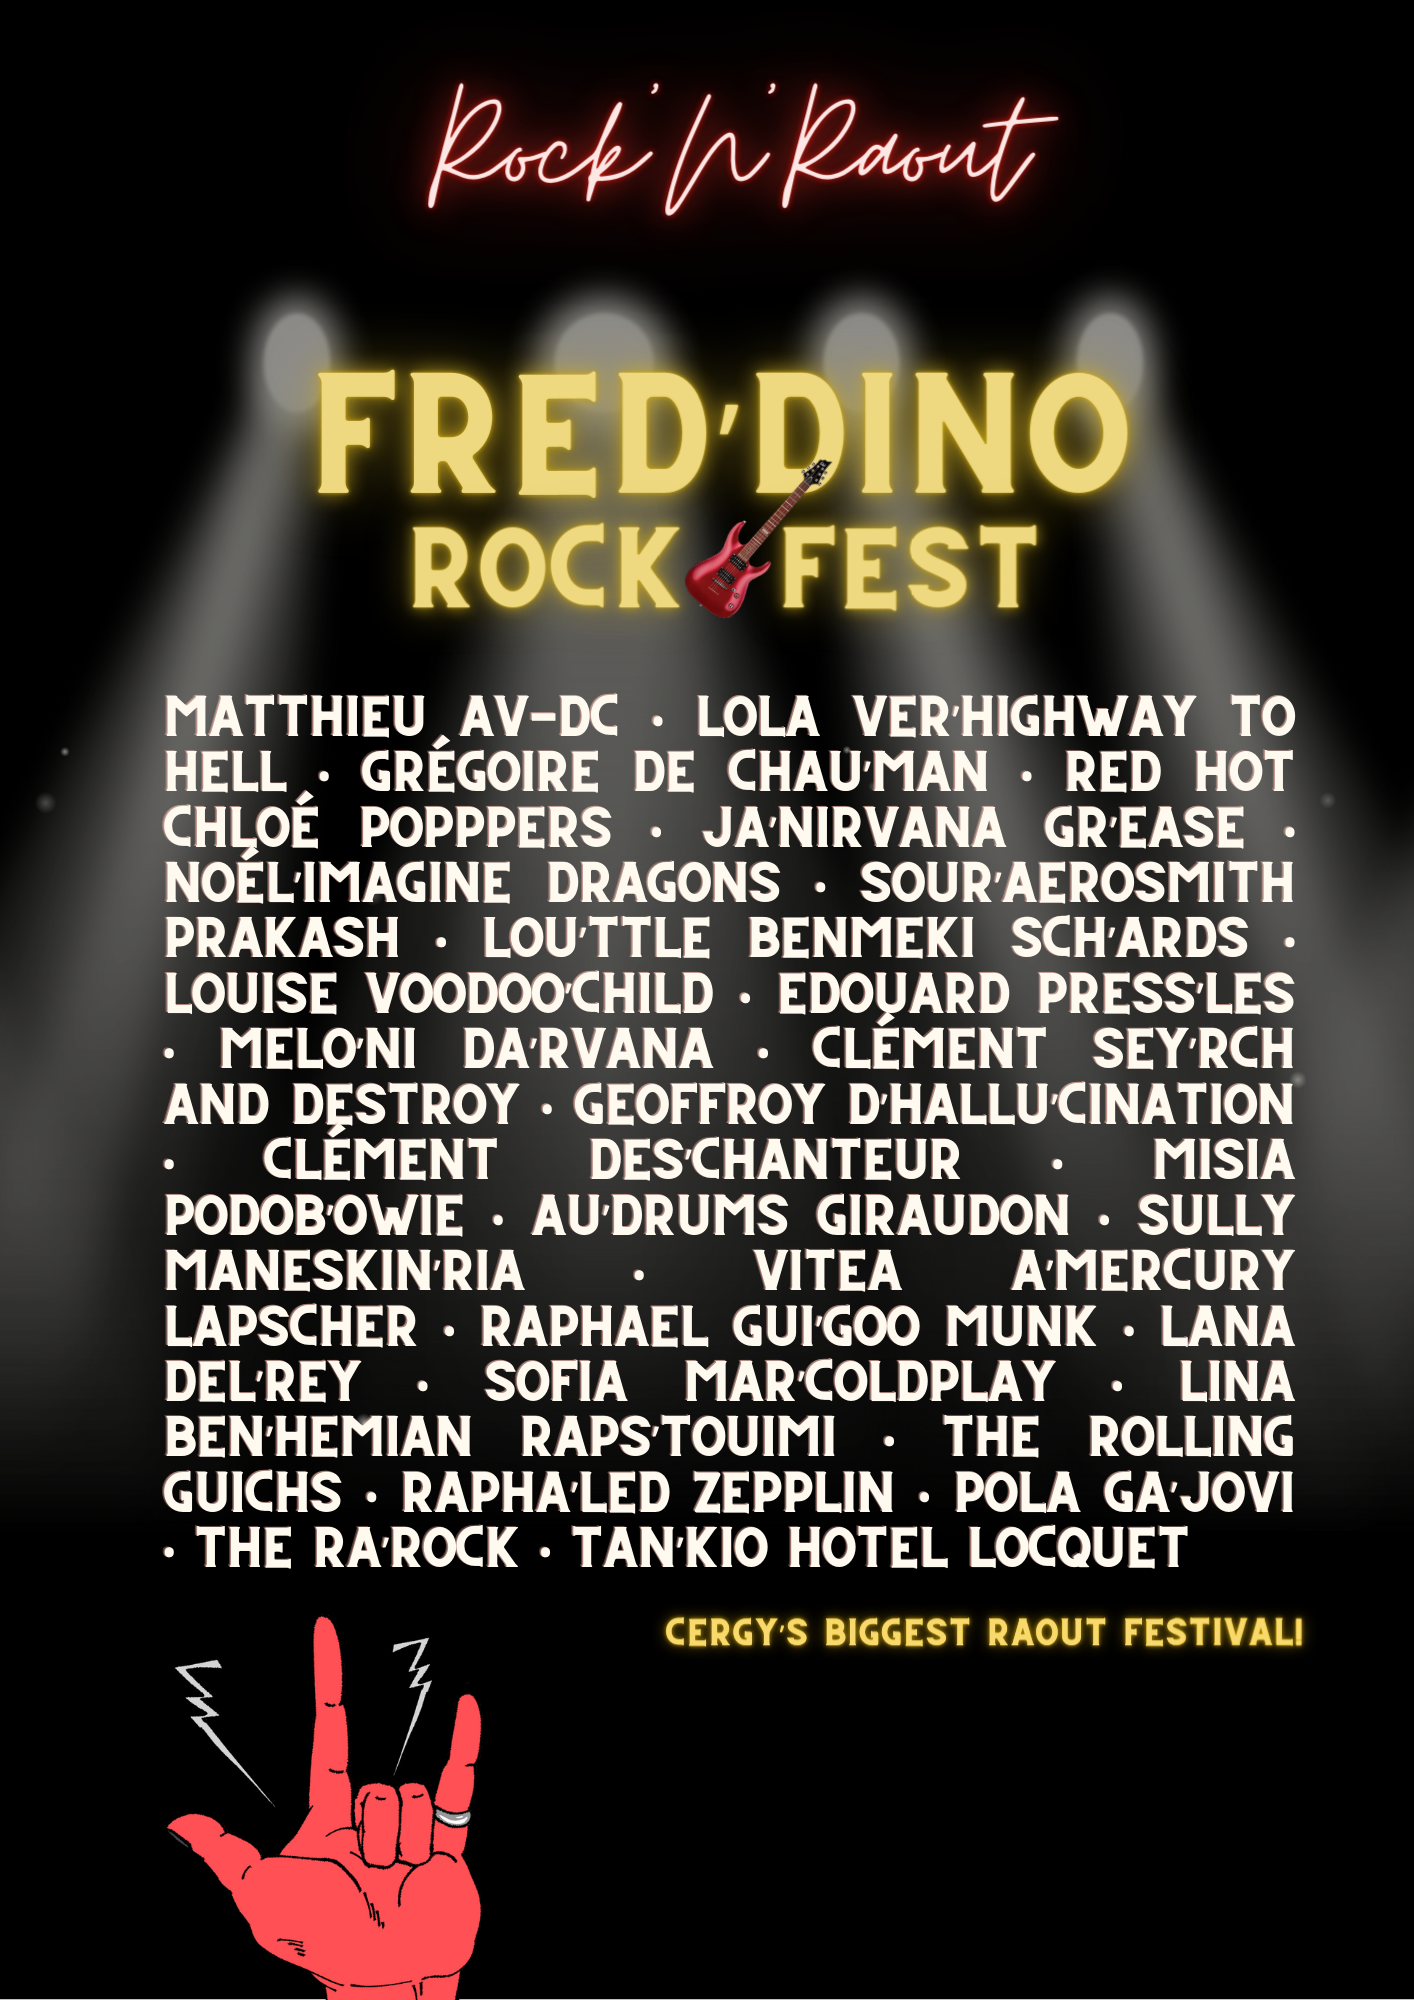 Rock'N'Raout
FRED'DINO
ROCK FEST
MATTHIEU AV-DC • LOLA VER'HIGHWAY TO
HELL • GRÉGOIRE DE CHAU'MAN • RED HOT
CHLOÉ POPPPERS • JA'NIRVANA GR'EASE •
NOÉL'IMAGINE DRAGONS • SOUR'AEROSMITH
PRAKASH • LOU'TTLE BENMEKI SCH'ARDS •
LOUISE VOODOO'CHILD • EDOUARD PRESS'LES
• MELO'NI DA'RVANA • CLÉMENT SEY'RCH
AND DESTROY • GEOFFROY D'HALLU'CINATION
• CLÉMENT DES'CHANTEUR • MISIA
PODOB'OWIE • AU'DRUMS GIRAUDON • SULLY
MANESKIN'RIA • VITEA A'MERCURY
LAPSCHER • RAPHAEL GUI'GOO MUNK • LANA
DEL'REY • SOFIA MAR'COLDPLAY • LINA
BEN'HEMIAN RAPS'TOUIMI • THE ROLLING
GUICHS • RAPHA'LED ZEPPLIN • POLA GA'JOVI
• THE RA'ROCK • TAN'KIO HOTEL LOCQUET
CERGY'S BIGGEST RAOUT FESTIVAL!